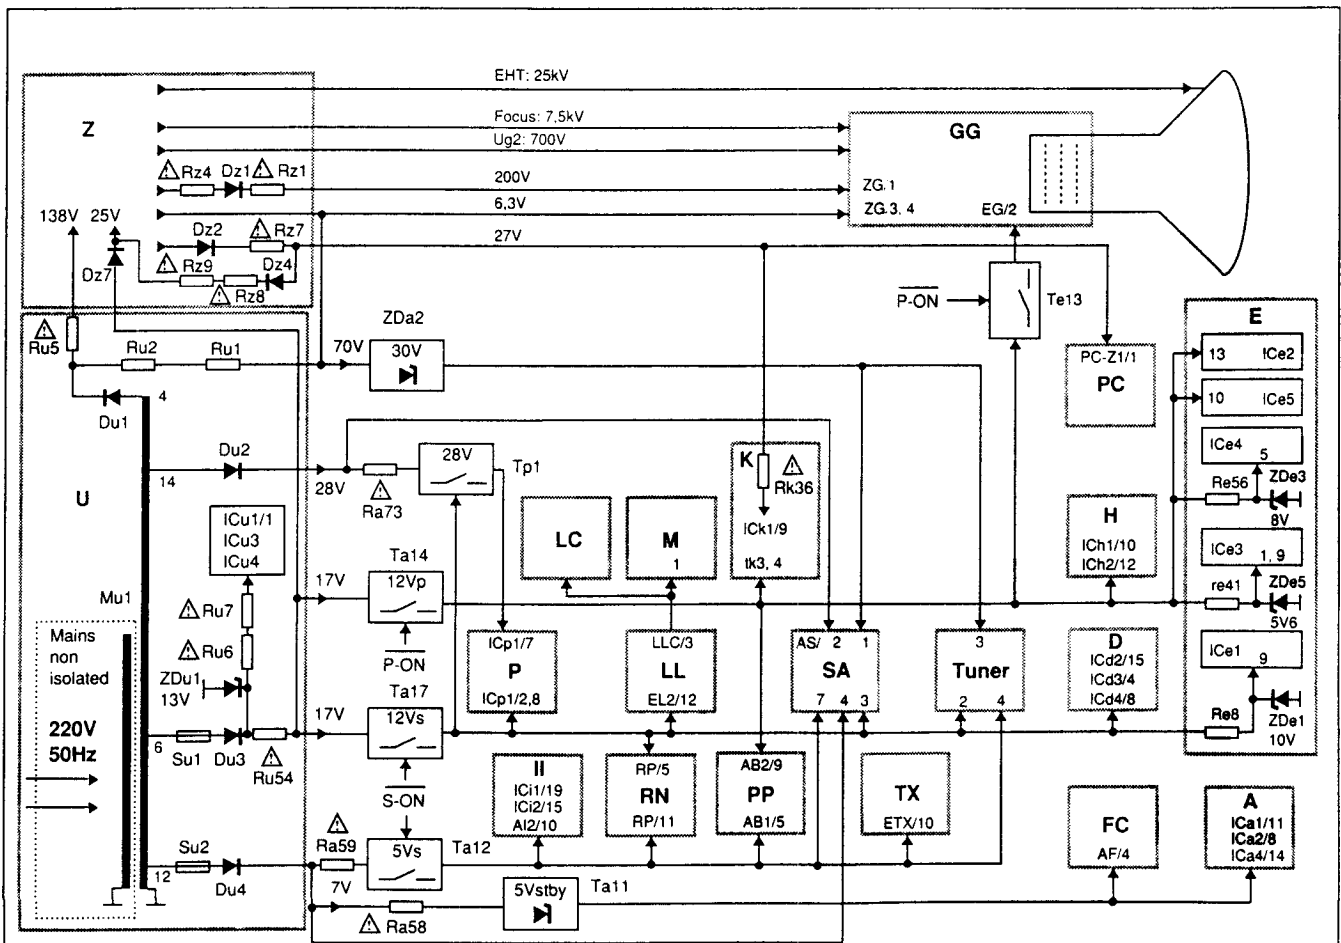 EHT: 25kV
Z
Focus: 7,5kV
GG
Ug2: 700V
Rz4 Dz1 Rz1
200V
ZG.1
138V 25V
6,3V
ZG.3, 4
EG/2
Dz2 Rz7
27V
Dz7
Rz9
Dz4
Rz8
P-ON
Te13
E
ZDa2
Ru5
Ru2
Ru1
70V
30V
PC-Z1/1
PC
13 ICe2
4
Du1
10 ICe5
Du2
28V
Tp1
K
Rk36
ICe4
5
ZDe3
U
14
28V
Ra73
Re56
8V
ICu1/1
ICu3
ICu4
LC
M
1
ICk1/9
tk3, 4
H
ICh1/10
ICh2/12
ICe3
1, 9
Ta14
17V
12Vp
re41
ZDe5
5V6
Mu1
Ru7
Mains
non
isolated
Ru6
P-ON
ICp1/7
P
ICp1/2,8
LLC/3
LL
EL2/12
AS/ 2 1
SA
7 4 3
3
Tuner
2 4
D
ICd2/15
ICd3/4
ICd4/8
ICe1
9
ZDu1
13V
Ta17
220V
50Hz
17V
12Vs
Re8
ZDe1
10V
6
Su1 Du3
Ru54
II
ICi1/19
ICi2/15
AI2/10
RP/5
RN
RP/11
AB2/9
PP
AB1/5
TX
ETX/10
S-ON
FC
AF/4
A
ICa1/11
ICa2/8
ICa4/14
Su2
Ra59
5Vs
Ta12
12
Du4
7V
5Vstby
Ta11
Ra58